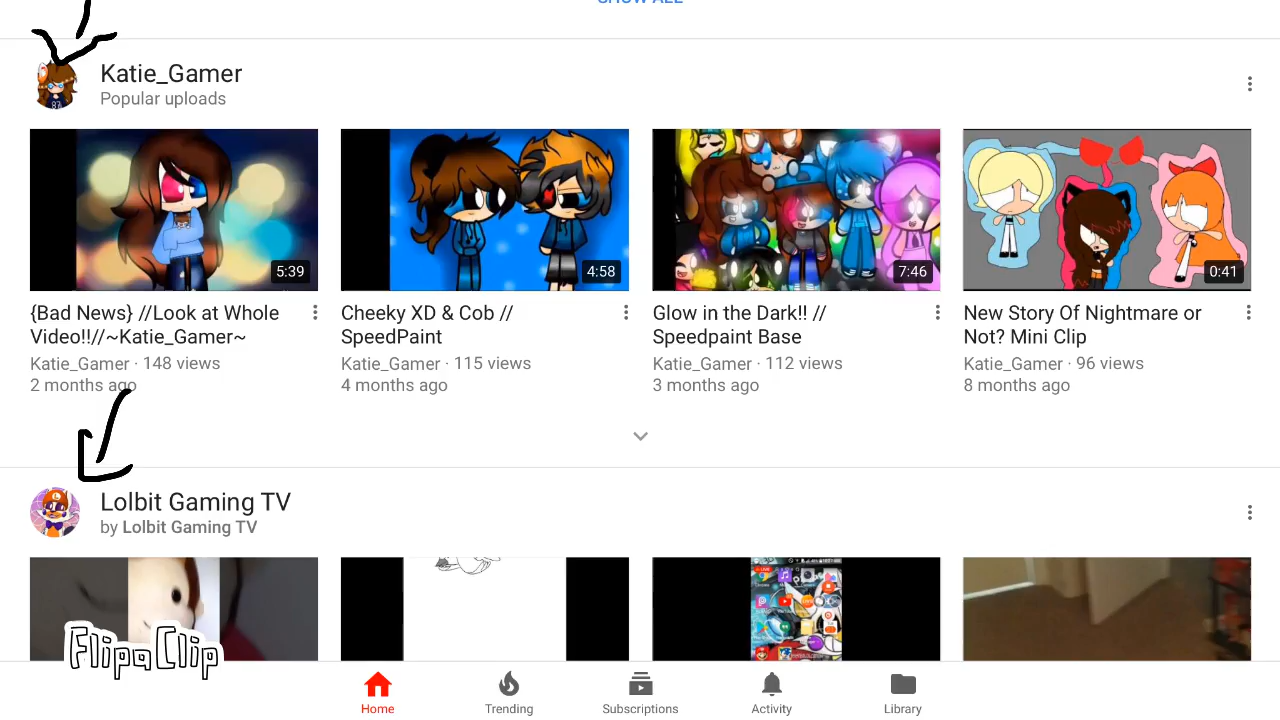 SHOW ALL
Katie_Gamer
Popular uploads
5:39
4:58
7:46
0:41
{Bad News} //Look at Whole
Video!!//~Katie_Gamer~
Katie_Gamer · 148 views
2 months ago
Cheeky XD & Cob //
SpeedPaint
Katie_Gamer · 115 views
4 months ago
Glow in the Dark!! //
Speedpaint Base
Katie_Gamer · 112 views
3 months ago
New Story Of Nightmare or
Not? Mini Clip
Katie_Gamer · 96 views
8 months ago
Lolbit Gaming TV
by Lolbit Gaming TV
FlipaClip
Home
Trending
Subscriptions
Activity
Library